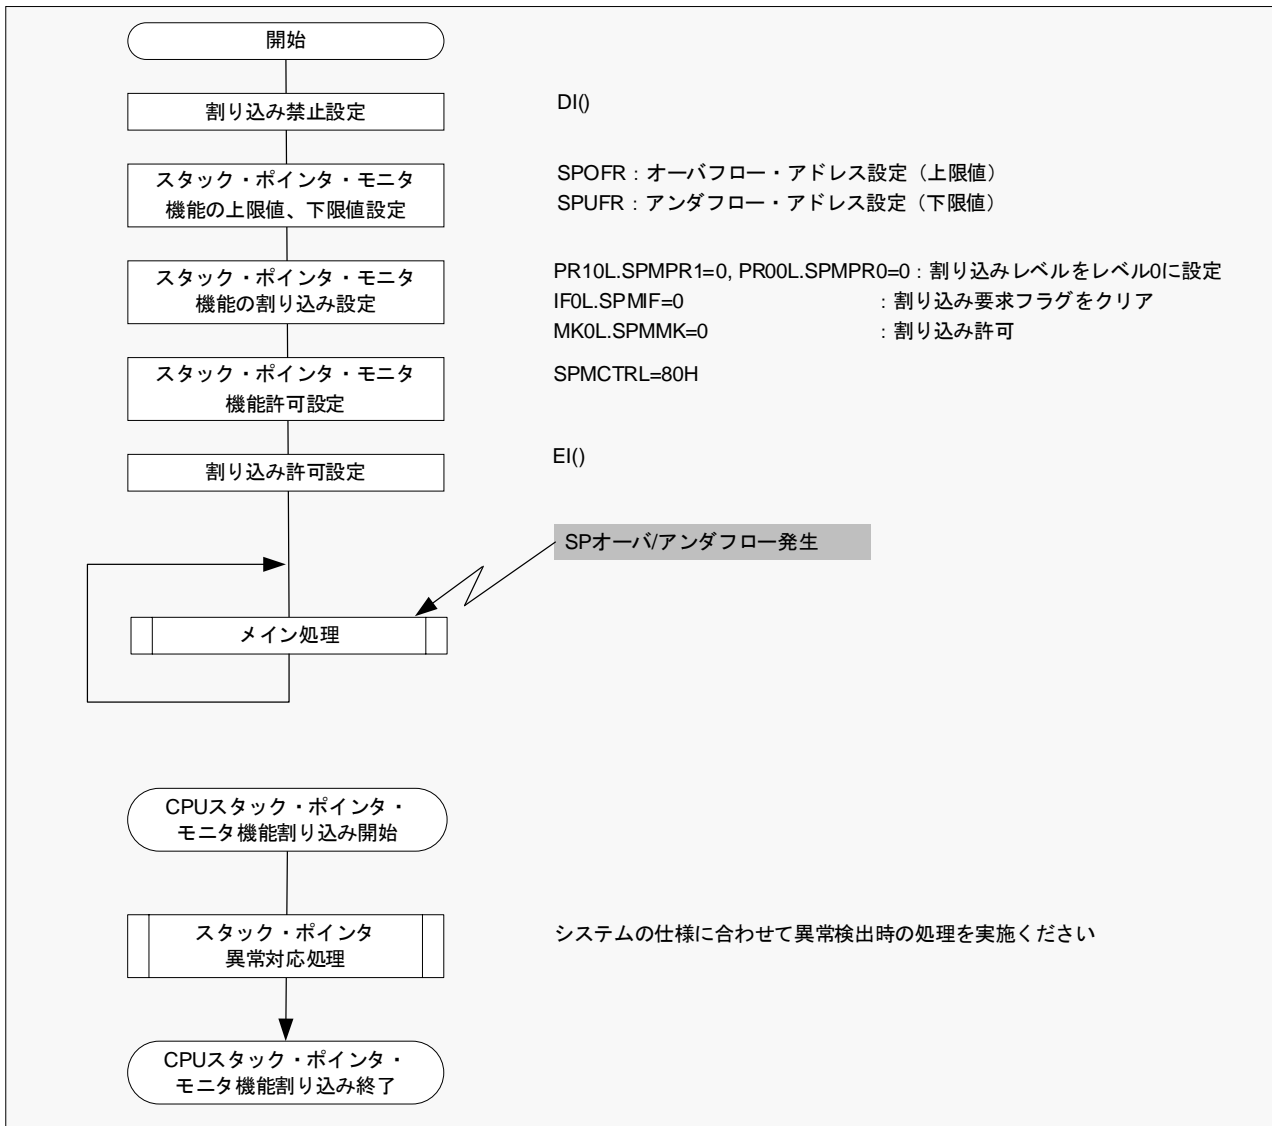 開始
割り込み禁止設定
DI()
スタック・ポインタ・モニタ
機能の上限値、下限値設定
SPOFR：オーバフロー・アドレス設定（上限値）
SPUFR：アンダフロー・アドレス設定（下限値）
スタック・ポインタ・モニタ
機能の割り込み設定
PR10L.SPMPR1=0, PR00L.SPMPR0=0：割り込みレベルをレベル0に設定
IF0L.SPMIF=0 ：割り込み要求フラグをクリア
MK0L.SPMMK=0 ：割り込み許可
スタック・ポインタ・モニタ
機能許可設定
SPMCTRL=80H
割り込み許可設定
EI()
SPオーバ/アンダフロー発生
メイン処理
CPUスタック・ポインタ・
モニタ機能割り込み開始
スタック・ポインタ
異常対応処理
システムの仕様に合わせて異常検出時の処理を実施ください
CPUスタック・ポインタ・
モニタ機能割り込み終了